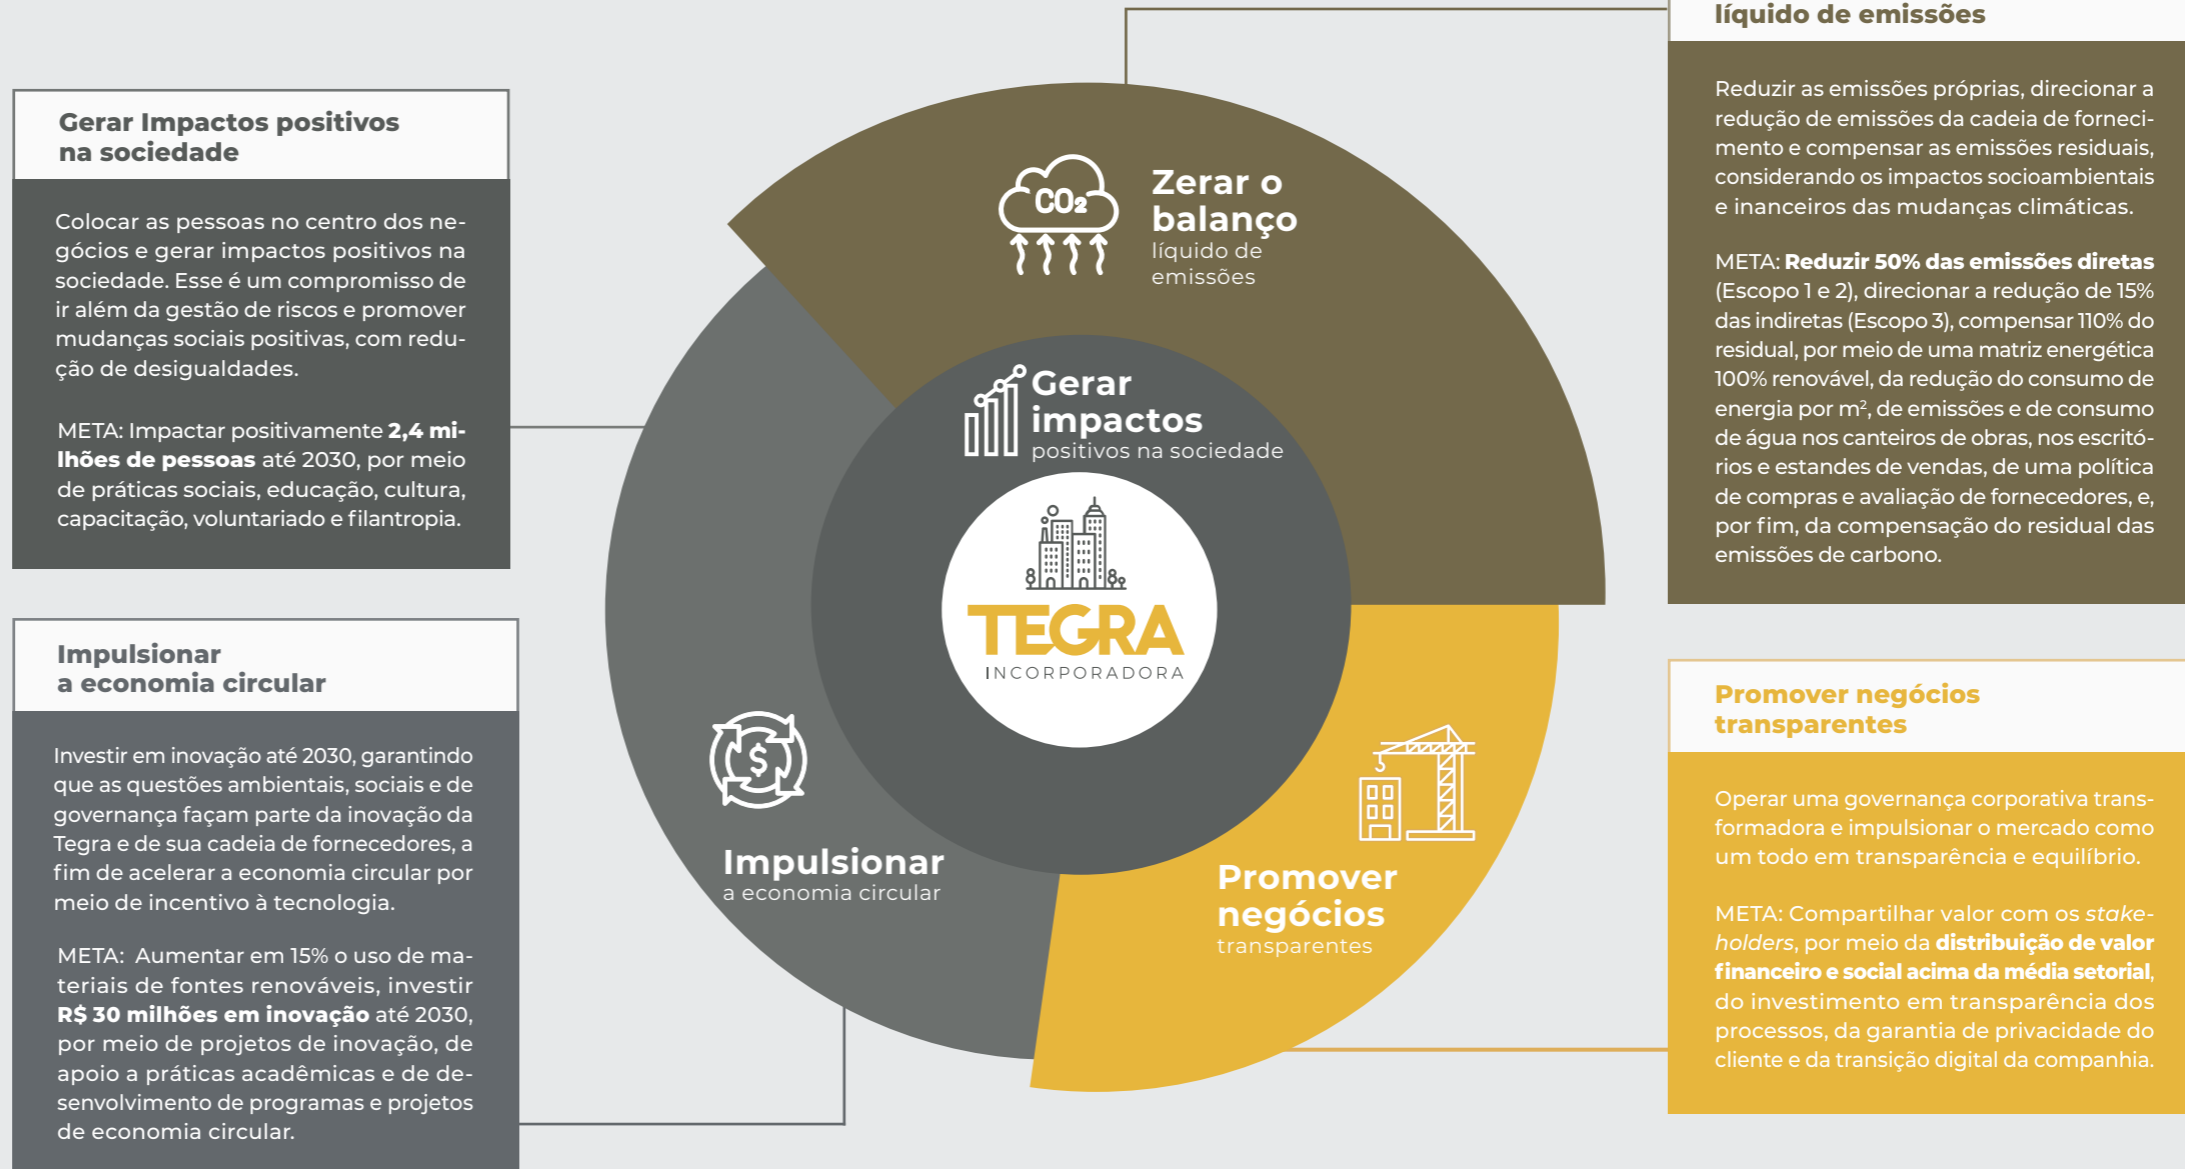 Gerar Impactos positivos
na sociedade
Colocar as pessoas no centro dos ne-
gócios e gerar impactos positivos na
sociedade. Esse é um compromisso de
ir além da gestão de riscos e promover
mudanças sociais positivas, com redu-
ção de desigualdades.
META: Impactar positivamente 2,4 mi-
lhões de pessoas até 2030, por meio
de práticas sociais, educação, cultura,
capacitação, voluntariado e filantropia.
Impulsionar
a economia circular
Investir em inovação até 2030, garantindo
que as questões ambientais, sociais e de
governança façam parte da inovação da
Tegra e de sua cadeia de fornecedores, a
fim de acelerar a economia circular por
meio de incentivo à tecnologia.
META: Aumentar em 15% o uso de ma-
teriais de fontes renováveis, investir
R$ 30 milhões em inovação até 2030,
por meio de projetos de inovação, de
apoio a práticas acadêmicas e de de-
senvolvimento de programas e projetos
de economia circular.
CO₂
Zerar o
balanço
líquido de
emissões
Gerar
impactos
positivos na sociedade
TEGRA
INCORPORADORA
$
Impulsionar
a economia circular
Promover
negócios
transparentes
líquido de emissões
Reduzir as emissões próprias, direcionar a
redução de emissões da cadeia de forneci-
mento e compensar as emissões residuais,
considerando os impactos socioambientais
e inanceiros das mudanças climáticas.
META: Reduzir 50% das emissões diretas
(Escopo 1 e 2), direcionar a redução de 15%
das indiretas (Escopo 3), compensar 110% do
residual, por meio de uma matriz energética
100% renovável, da redução do consumo de
energia por m², de emissões e de consumo
de água nos canteiros de obras, nos escritó-
rios e estandes de vendas, de uma política
de compras e avaliação de fornecedores, e,
por fim, da compensação do residual das
emissões de carbono.
Promover negócios
transparentes
Operar uma governança corporativa trans-
formadora e impulsionar o mercado como
um todo em transparência e equilíbrio.
META: Compartilhar valor com os stake-
holders, por meio da distribuição de valor
financeiro e social acima da média setorial,
do investimento em transparência dos
processos, da garantia de privacidade do
cliente e da transição digital da companhia.